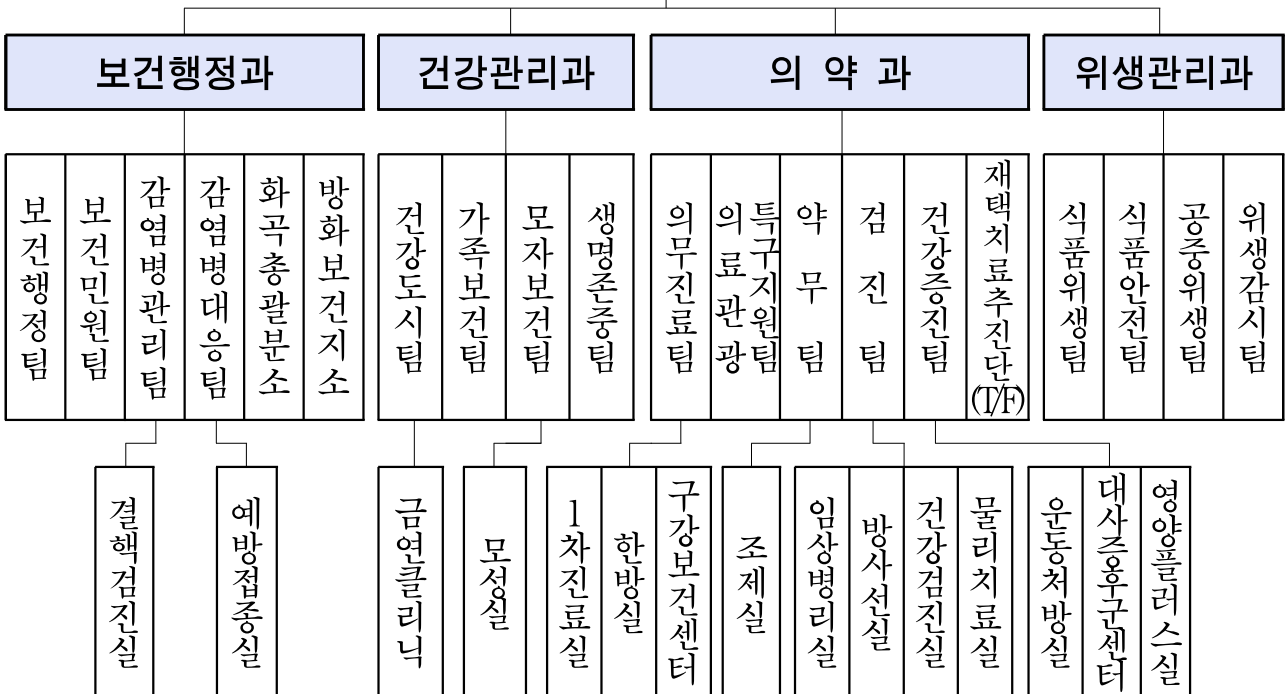 보건행정과
건강관리과
의 약 과
위생관리과
보건행정팀
보건민원팀
감염병관리팀
감염병대응팀
화곡총괄분소
방화보건지소
건강도시팀
가족보건팀
모자보건팀
생명존중팀
의무진료팀
의료관광
특구지원팀
약무팀
검진팀
건강증진팀
재택치료추진단(T/F)
식품위생팀
식품안전팀
공중위생팀
위생감시팀
결핵검진실
예방접종실
금연클리닉
모성실
1차진료실
한방실
구강보건센터
조제실
임상병리실
방사선실
건강검진실
물리치료실
운동처방실
대사증후군센터
영양플러스실